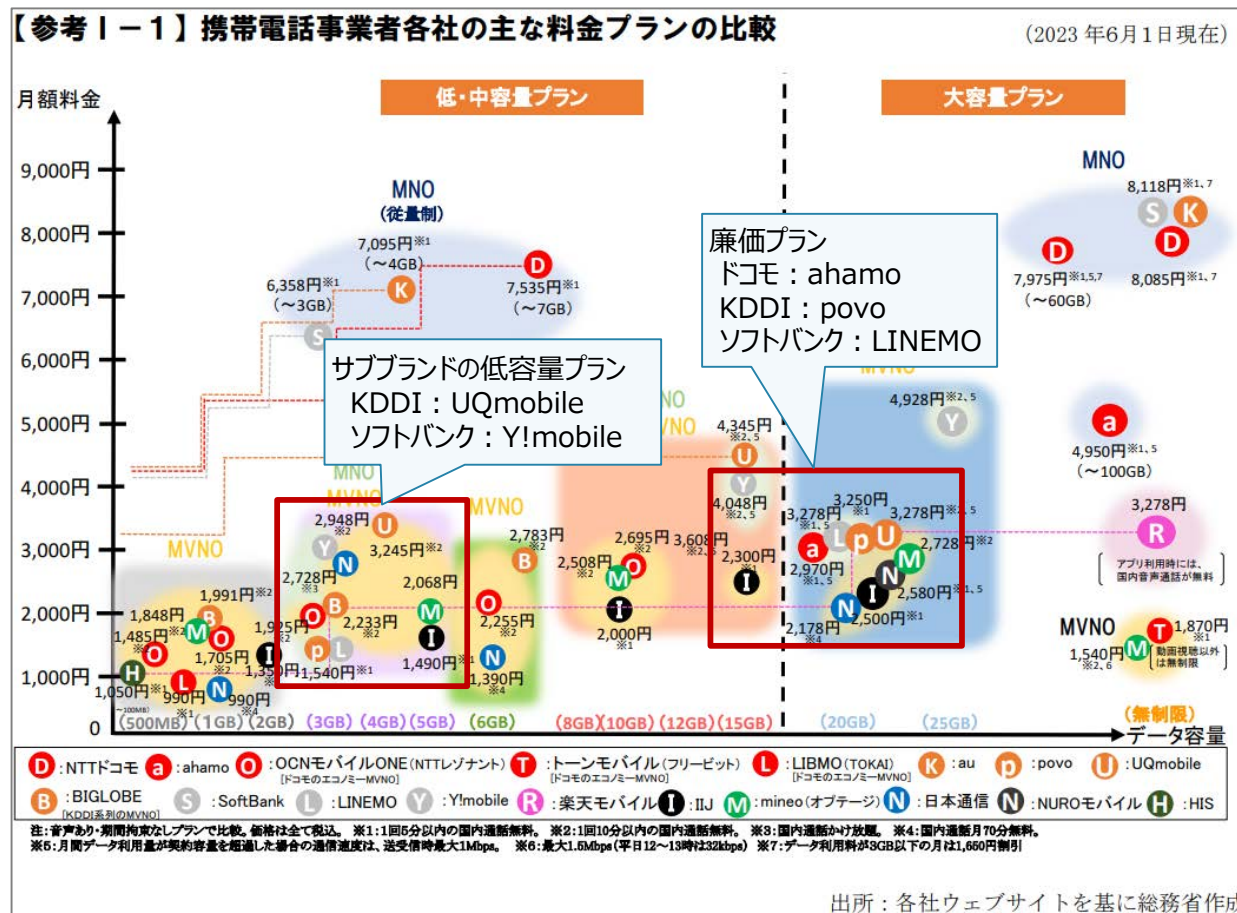 【参考Ⅰ－1】携帯電話事業者各社の主な料金プランの比較
(2023 年6月1日現在)
月額料金
低・中容量プラン
大容量プラン
9,000円
8,000円
7,000円
6,000円
5,000円
4,000円
3,000円
2,000円
1,000円
0
MNO
(従量制)
7,095円※1
(～4GB)
6,358円※1
(～3GB)
K
D
7,535円※1
(～7GB)
S
MNO
8,118円※1、7
S K
D D
7,975円※1,5,7
(～60GB)
8,085円※1、7
廉価プラン
ドコモ：ahamo
KDDI：povo
ソフトバンク：LINEMO
サブブランドの低容量プラン
KDDI：UQmobile
ソフトバンク：Y!mobile
MVNO
4,928円※2、5
Y
a
4,950円※1、5
(～100GB)
3,278円
R
アプリ利用時には、
国内音声通話が無料
MVNO
1,848円
※2
1,991円※2
1,485円
1,705円
※2
1,925円
※2
1,350円
1,050円※1
(～100MB)
990円
※1
990円
※4
H O M B O L N I
MNO
MVNO
2,948円
※2
U
Y
N
3,245円※2
2,728円
※3
2,068円
O B M
2,233円
※2
p L I
1,540円※1
1,490円※1
MVNO
2,783円
※2
B
O
2,255円
※2
N
1,390円
※4
4,345円
※2、5
U
Y
4,048円
※2、5
2,695円
※2
2,508円
※2
O
M
I
2,000円
※1
3,608円
2,300円
※1
I
3,250円
※1
3,278円
※1、5
3,278円※2、5
L p U
a
2,970円
※1、5
2,728円※2
M
N
I
2,580円※1、5
N
2,500円※1
2,178円
※4
MVNO
1,540円
※2、6
M T
1,870円
※1
動画視聴以外
は無制限
(500MB) (1GB) (2GB) (3GB) (4GB) (5GB) (6GB) (8GB) (10GB) (12GB) (15GB) (20GB) (25GB) (無制限)
データ容量
D :NTTドコモ a :ahamo O :OCNモバイルONE(NTTレゾナント) T :トーンモバイル(フリービット) L :LIBMO(TOKAI) K :au p :povo U :UQmobile
[ドコモのエコノミーMVNO] [ドコモのエコノミーMVNO] [ドコモのエコノミーMVNO]
B :BIGLOBE S :SoftBank L :LINEMO Y :Y!mobile R :楽天モバイル I :IIJ M :mineo(オプテージ) N :日本通信 N :NUROモバイル H :HIS
[KDDI系列のMVNO]
注：音声あり・期間拘束なしプランで比較。価格は全て税込。 ※1：1回5分以内の国内通話無料。 ※2：1回10分以内の国内通話無料。 ※3：国内通話かけ放題。 ※4：国内通話月70分無料。
※5：月間データ利用量が契約容量を超過した場合の通信速度は、送受信時最大1Mbps。 ※6：最大1.5Mbps(平日12～13時は32kbps) ※7：データ利用料が3GB以下の月は1,650円割引
出所：各社ウェブサイトを基に総務省作成